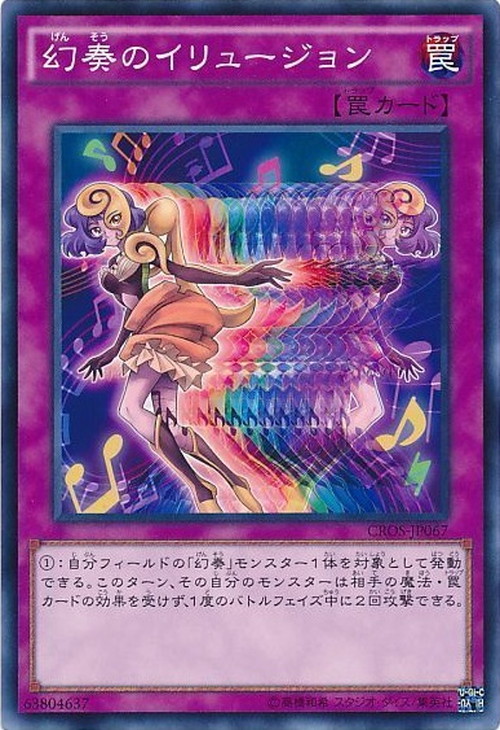 幻奏のイリュージョン 罠
【罠カード】
CROS-JP067
①:自分フィールドの「幻奏」モンスター1体を対象として発動
できる。このターン、その自分のモンスターは相手の魔法・罠
カードの効果を受けず、1度のバトルフェイズ中に2回攻撃できる。
63804637 ©高橋和希 スタジオ・ダイス/集英社